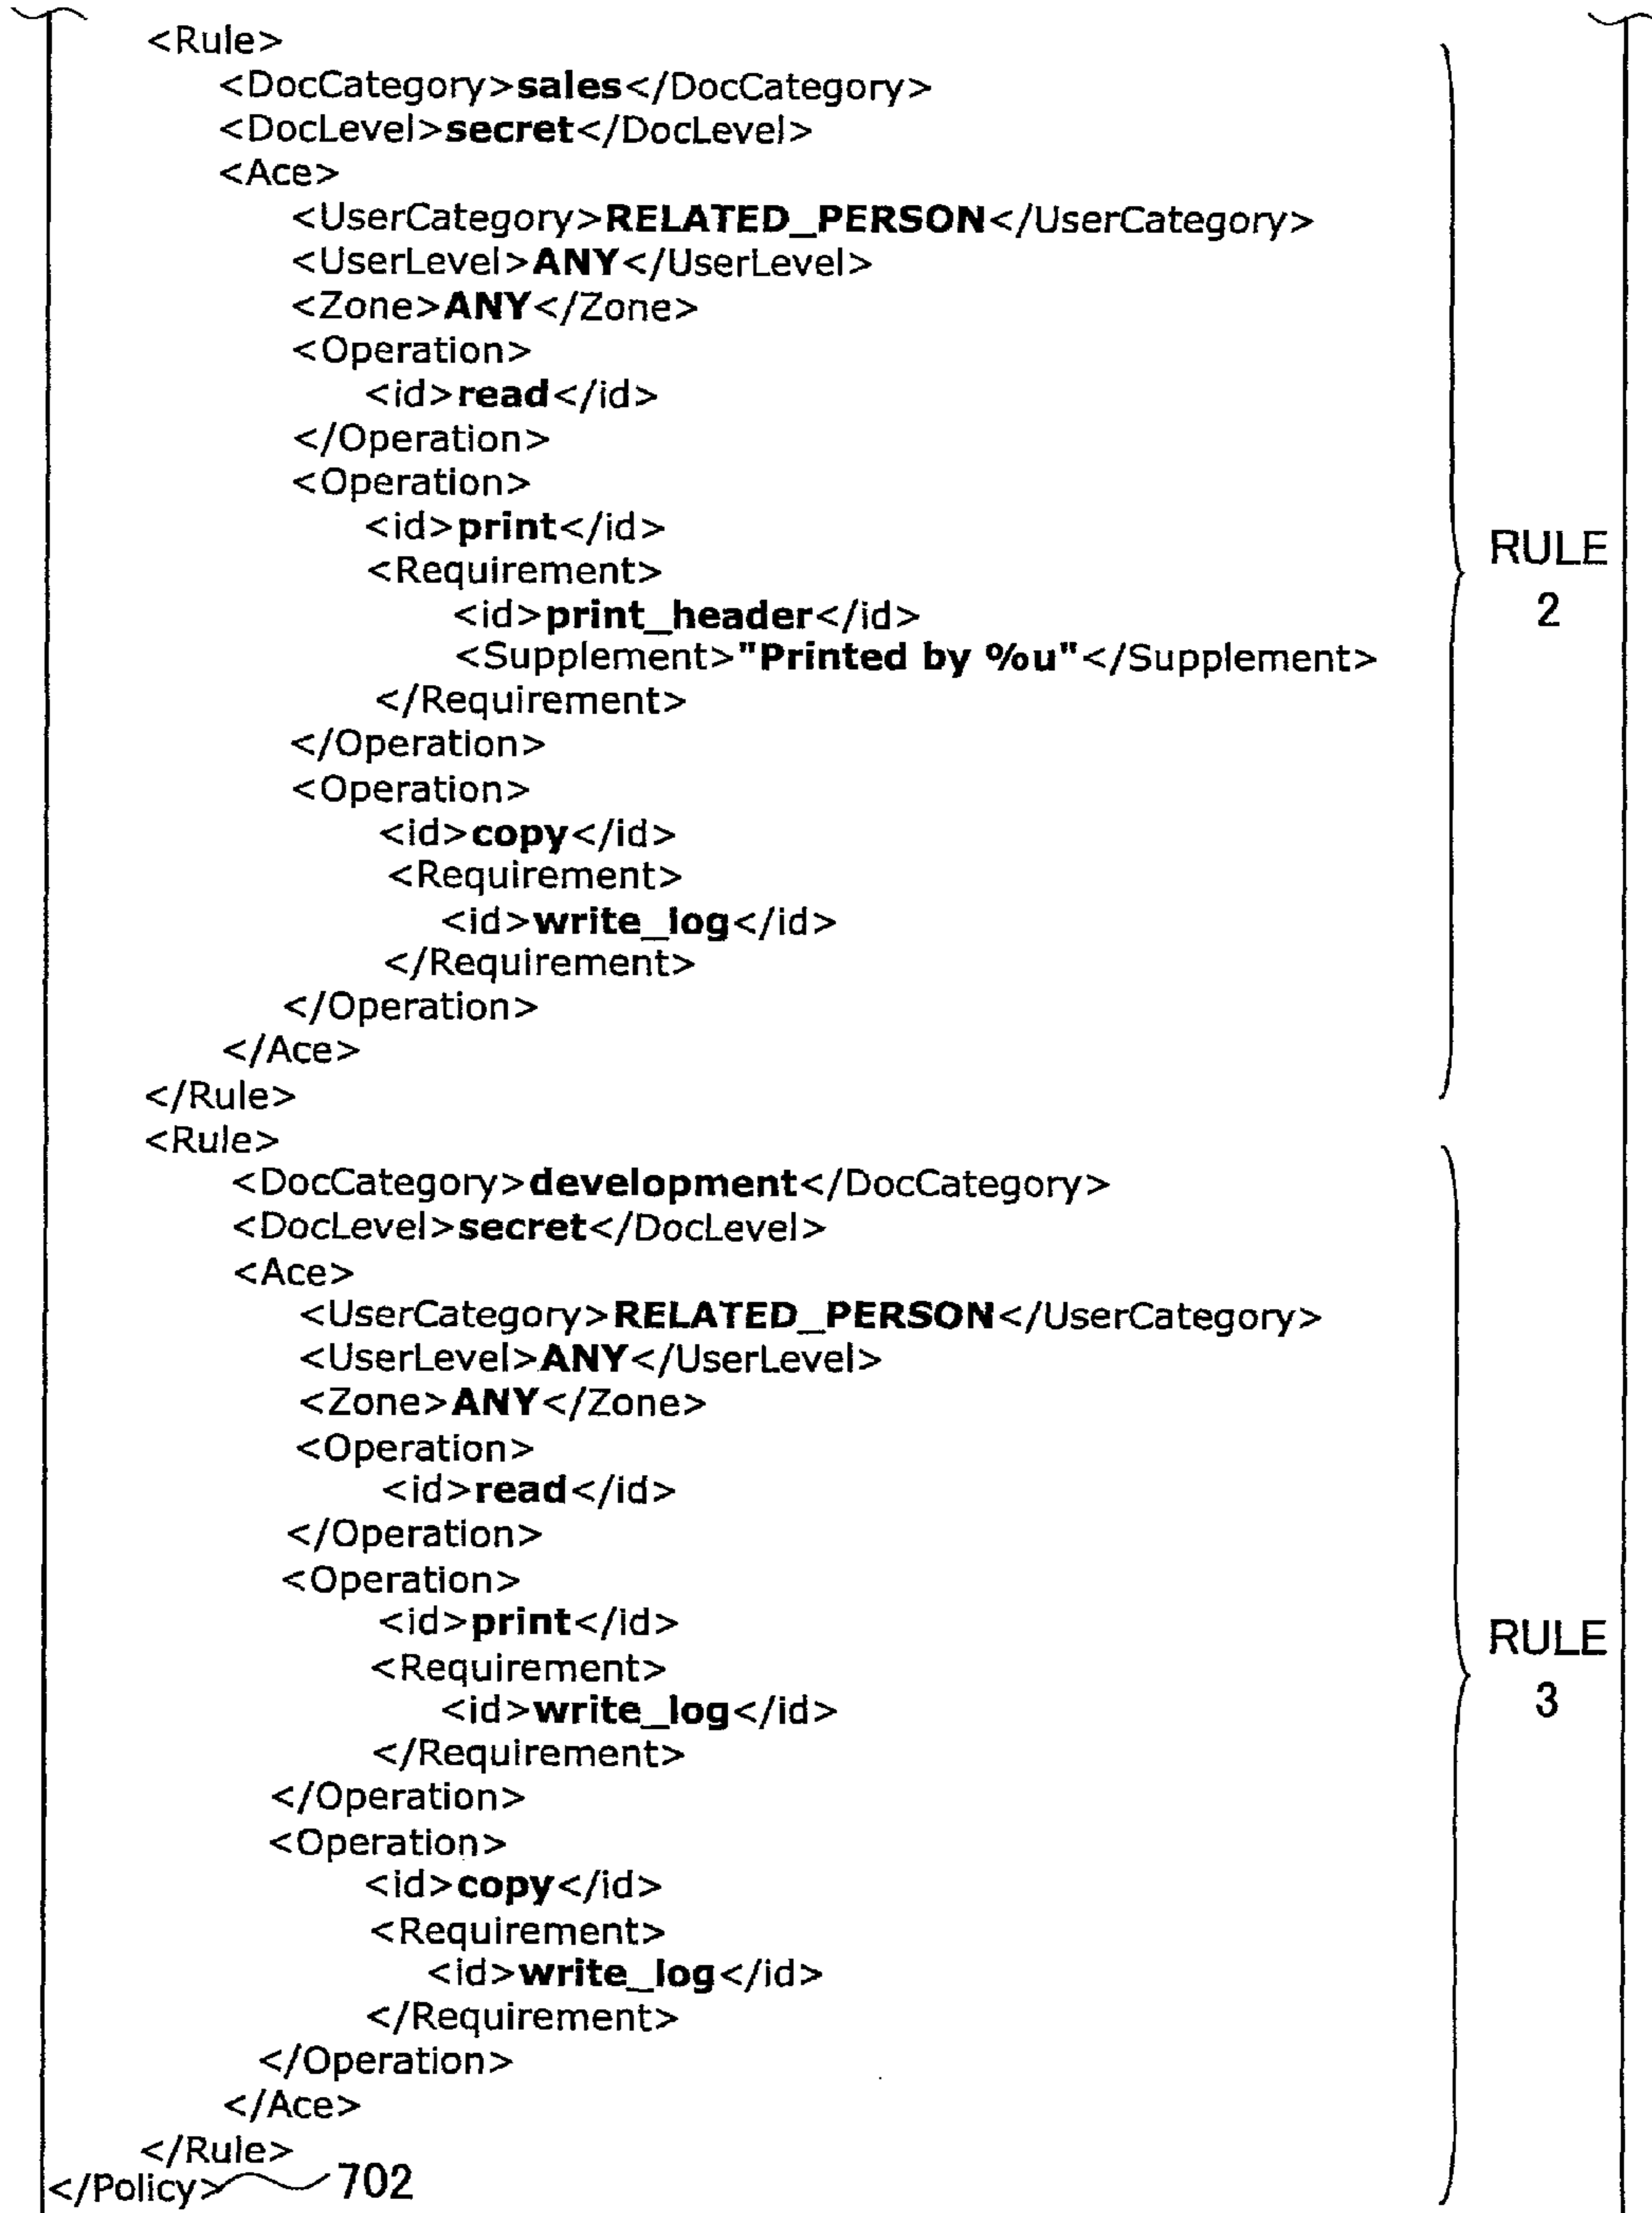 <Rule>
<DocCategory>sales</DocCategory>
<DocLevel>secret</DocLevel>
<Ace>
<UserCategory>RELATED_PERSON</UserCategory>
<UserLevel>ANY</UserLevel>
<Zone>ANY</Zone>
<Operation>
<id>read</id>
</Operation>
<Operation>
<id>print</id>
<Requirement>
<id>print_header</id>
<Supplement>"Printed by %u"</Supplement>
</Requirement>
</Operation>
<Operation>
<id>copy</id>
<Requirement>
<id>write_log</id>
</Requirement>
</Operation>
</Ace>
</Rule>
RULE
2
<Rule>
<DocCategory>development</DocCategory>
<DocLevel>secret</DocLevel>
<Ace>
<UserCategory>RELATED_PERSON</UserCategory>
<UserLevel>ANY</UserLevel>
<Zone>ANY</Zone>
<Operation>
<id>read</id>
</Operation>
<Operation>
<id>print</id>
<Requirement>
<id>write_log</id>
</Requirement>
</Operation>
<Operation>
<id>copy</id>
<Requirement>
<id>write_log</id>
</Requirement>
</Operation>
</Ace>
</Rule>
</Policy> 702
RULE
3